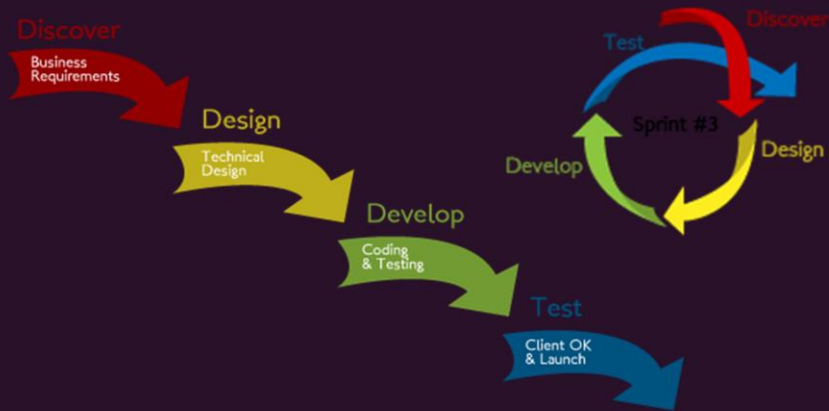 Discover
Business
Requirements
Design
Technical
Design
Develop
Coding
& Testing
Test
Client OK
& Launch
Discover
Test
Sprint #3
Design
Develop